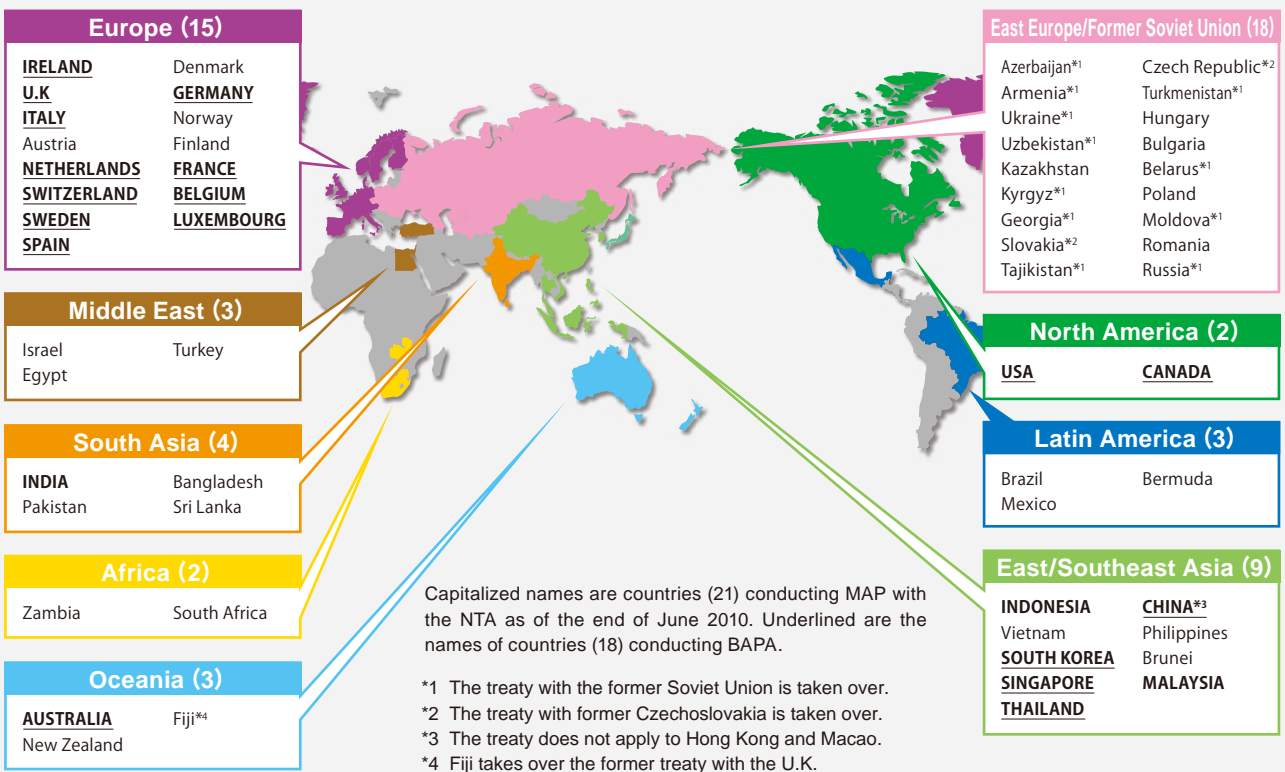 Europe (15)
IRELAND Denmark
U.K GERMANY
ITALY Norway
Austria Finland
NETHERLANDS FRANCE
SWITZERLAND BELGIUM
SWEDEN LUXEMBOURG
SPAIN
Middle East (3)
Israel Turkey
Egypt
South Asia (4)
INDIA Bangladesh
Pakistan Sri Lanka
Africa (2)
Zambia South Africa
Oceania (3)
AUSTRALIA Fiji*4
New Zealand
East Europe/Former Soviet Union (18)
Azerbaijan*1 Czech Republic*2
Armenia*1 Turkmenistan*1
Ukraine*1 Hungary
Uzbekistan*1 Bulgaria
Kazakhstan Belarus*1
Kyrgyz*1 Poland
Georgia*1 Moldova*1
Slovakia*2 Romania
Tajikistan*1 Russia*1
North America (2)
USA CANADA
Latin America (3)
Brazil Bermuda
Mexico
East/Southeast Asia (9)
INDONESIA CHINA*3
Vietnam Philippines
SOUTH KOREA Brunei
SINGAPORE MALAYSIA
THAILAND
Capitalized names are countries (21) conducting MAP with
the NTA as of the end of June 2010. Underlined are the
names of countries (18) conducting BAPA.
*1 The treaty with the former Soviet Union is taken over.
*2 The treaty with former Czechoslovakia is taken over.
*3 The treaty does not apply to Hong Kong and Macao.
*4 Fiji takes over the former treaty with the U.K.